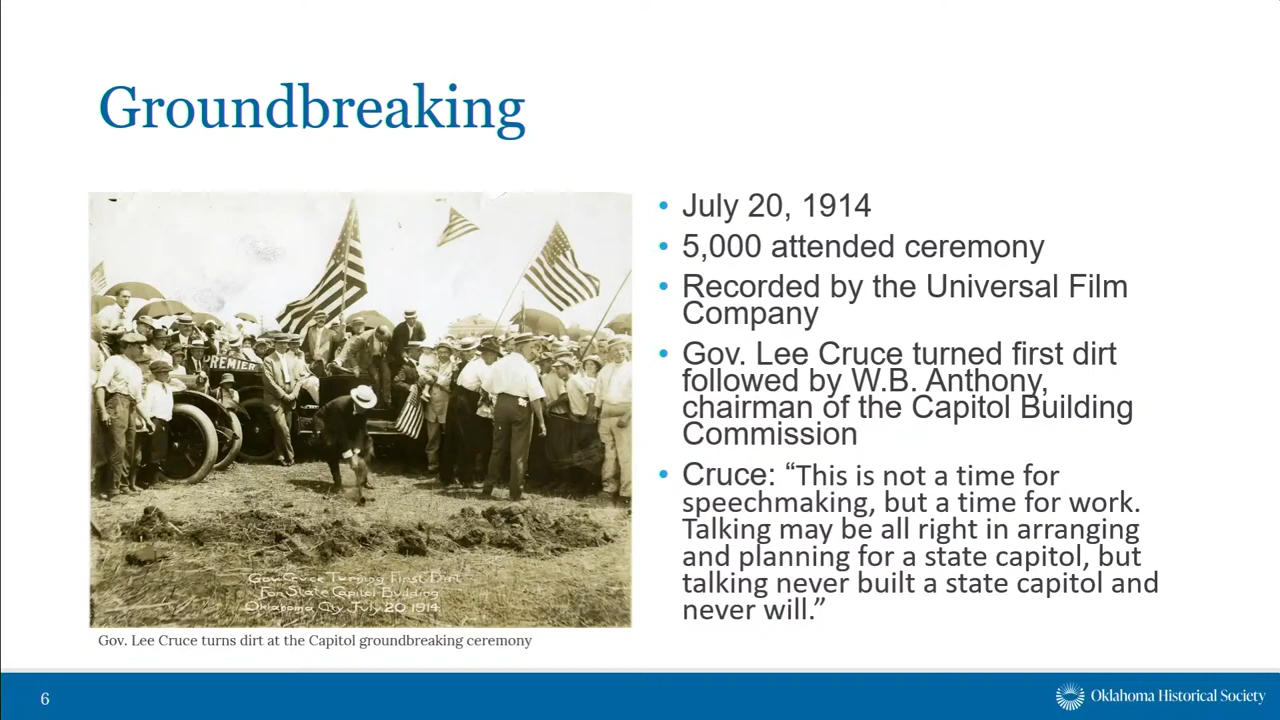 Groundbreaking
PREMIER
Gov. Cruce Turning First Dirt
For State Capitol Building
Oklahoma City July 20 1914.
Gov. Lee Cruce turns dirt at the Capitol groundbreaking ceremony
• July 20, 1914
• 5,000 attended ceremony
• Recorded by the Universal Film
Company
• Gov. Lee Cruce turned first dirt
followed by W.B. Anthony,
chairman of the Capitol Building
Commission
• Cruce: “This is not a time for
speechmaking, but a time for work.
Talking may be all right in arranging
and planning for a state capitol, but
talking never built a state capitol and
never will.”
6
Oklahoma Historical Society